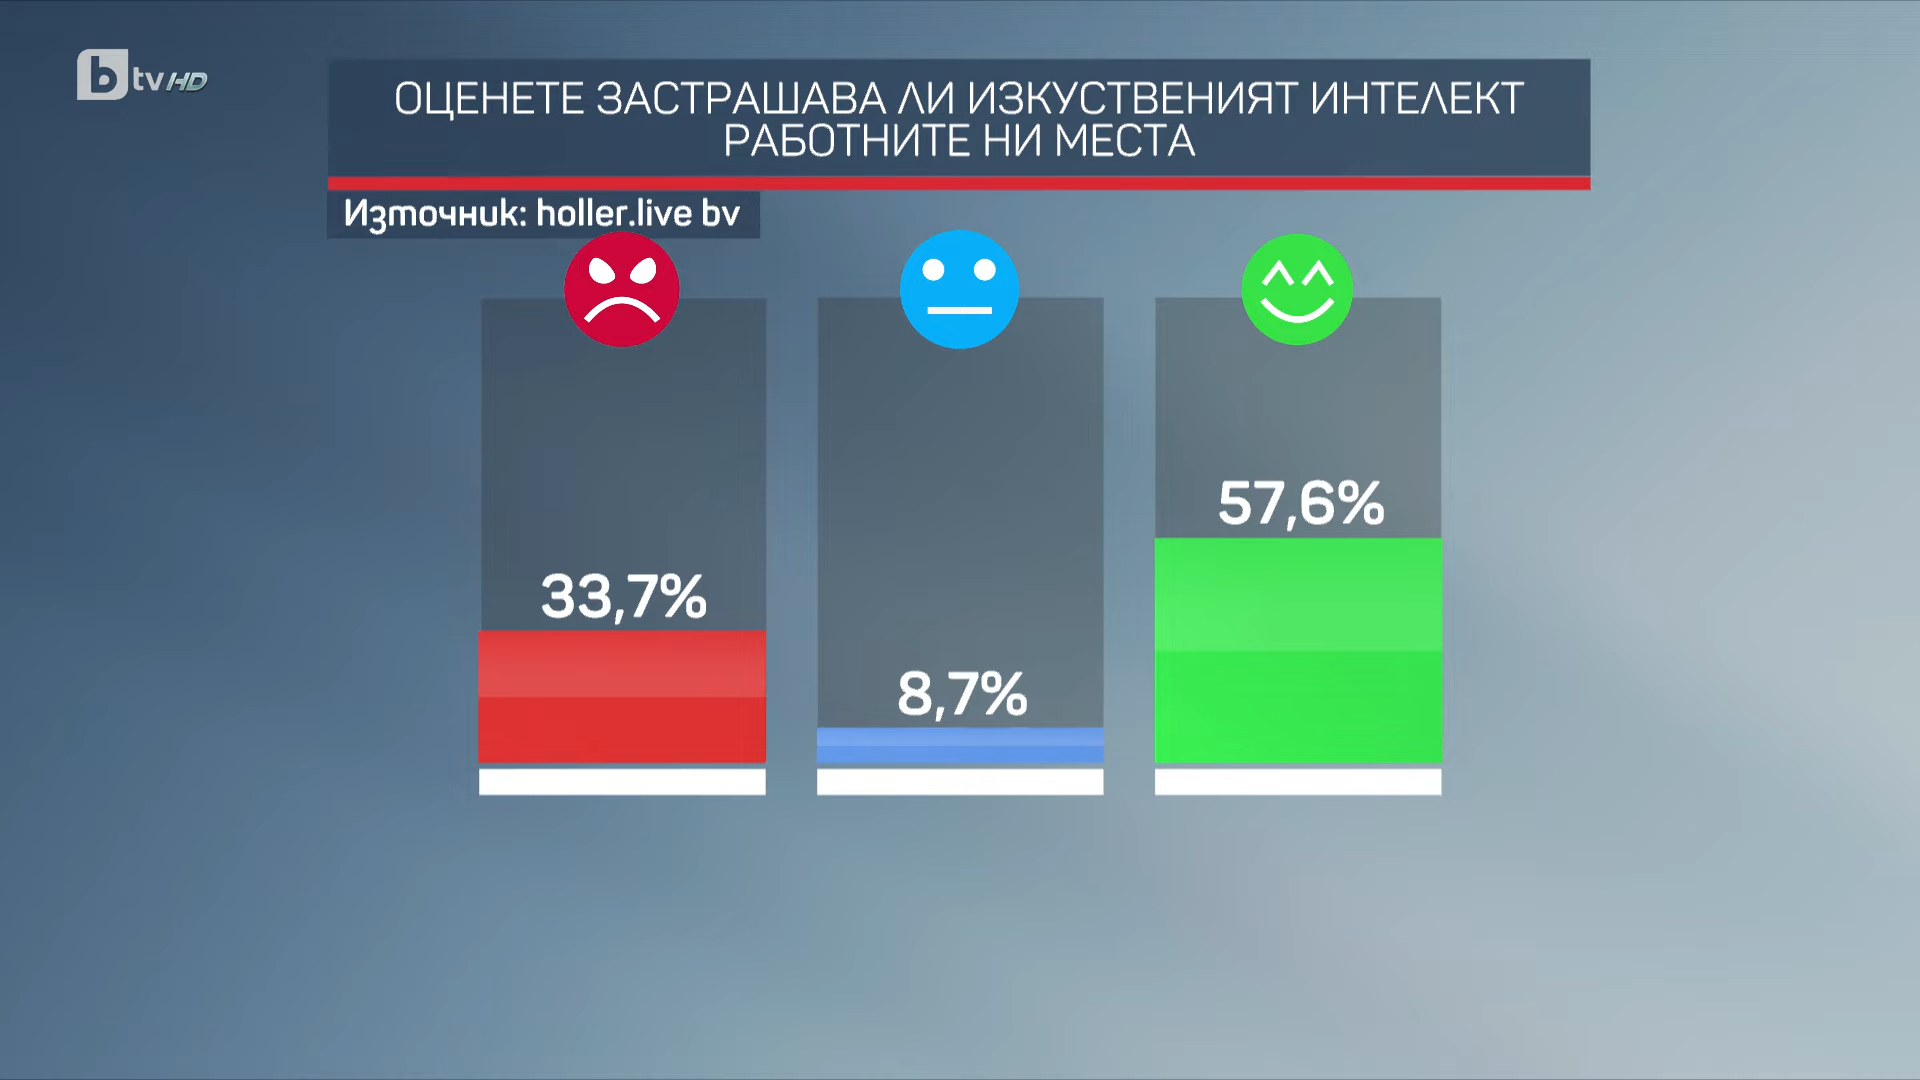 btvHD
ОЦЕНЕТЕ ЗАСТРАШАВА ЛИ ИЗКУСТВЕНИЯТ ИНТЕЛЕКТ
РАБОТНИТЕ НИ МЕСТА
Източник: holler.live bv
57,6%
33,7%
8,7%